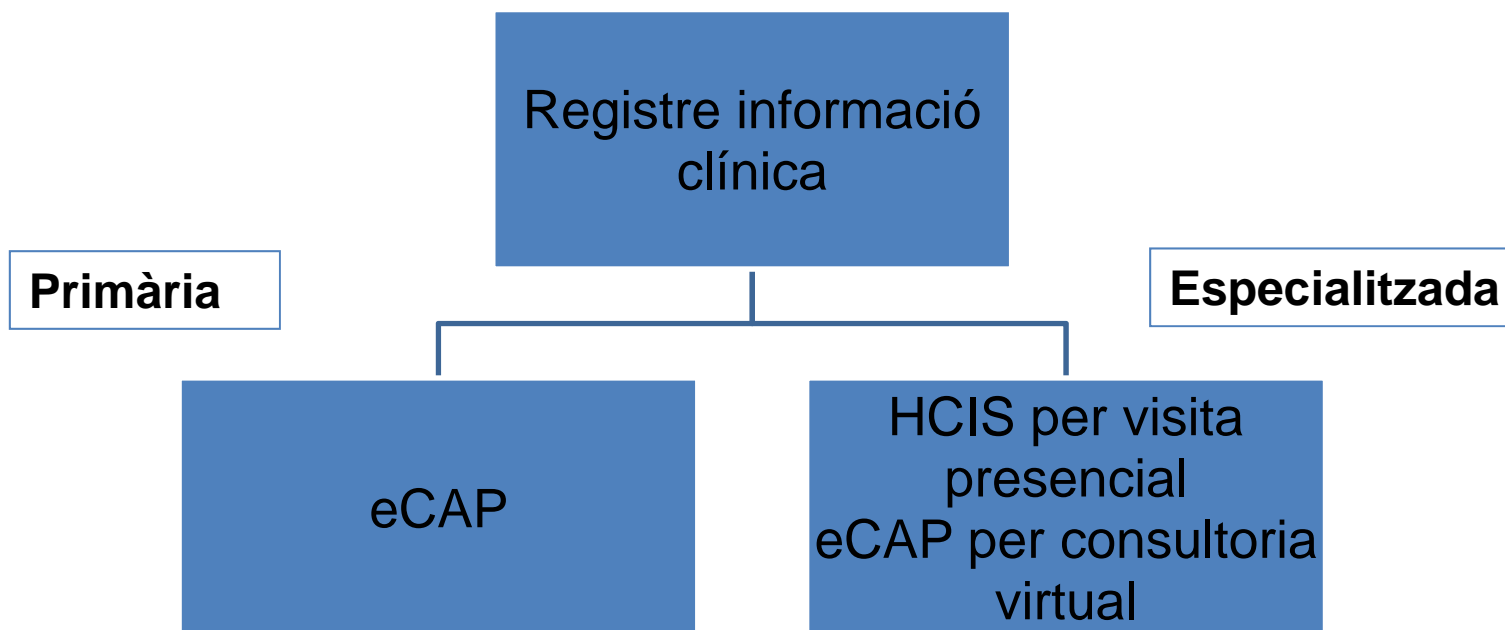 Registre informació
clínica
Primària
Especialitzada
eCAP
HCIS per visita
presencial
eCAP per consultoria
virtual